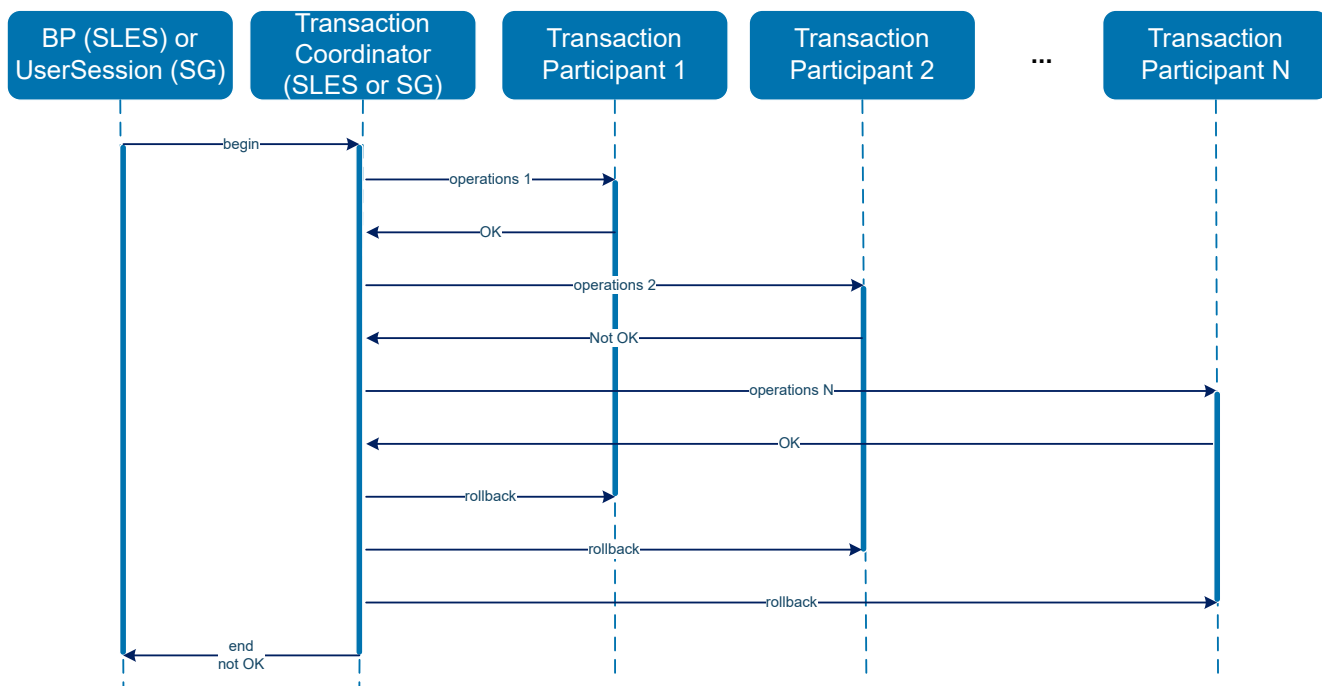 BP (SLES) or
UserSession (SG)
Transaction
Coordinator
(SLES or SG)
Transaction
Participant 1
Transaction
Participant 2
...
Transaction
Participant N
begin
operations 1
OK
operations 2
Not OK
operations N
OK
rollback
rollback
rollback
end
not OK